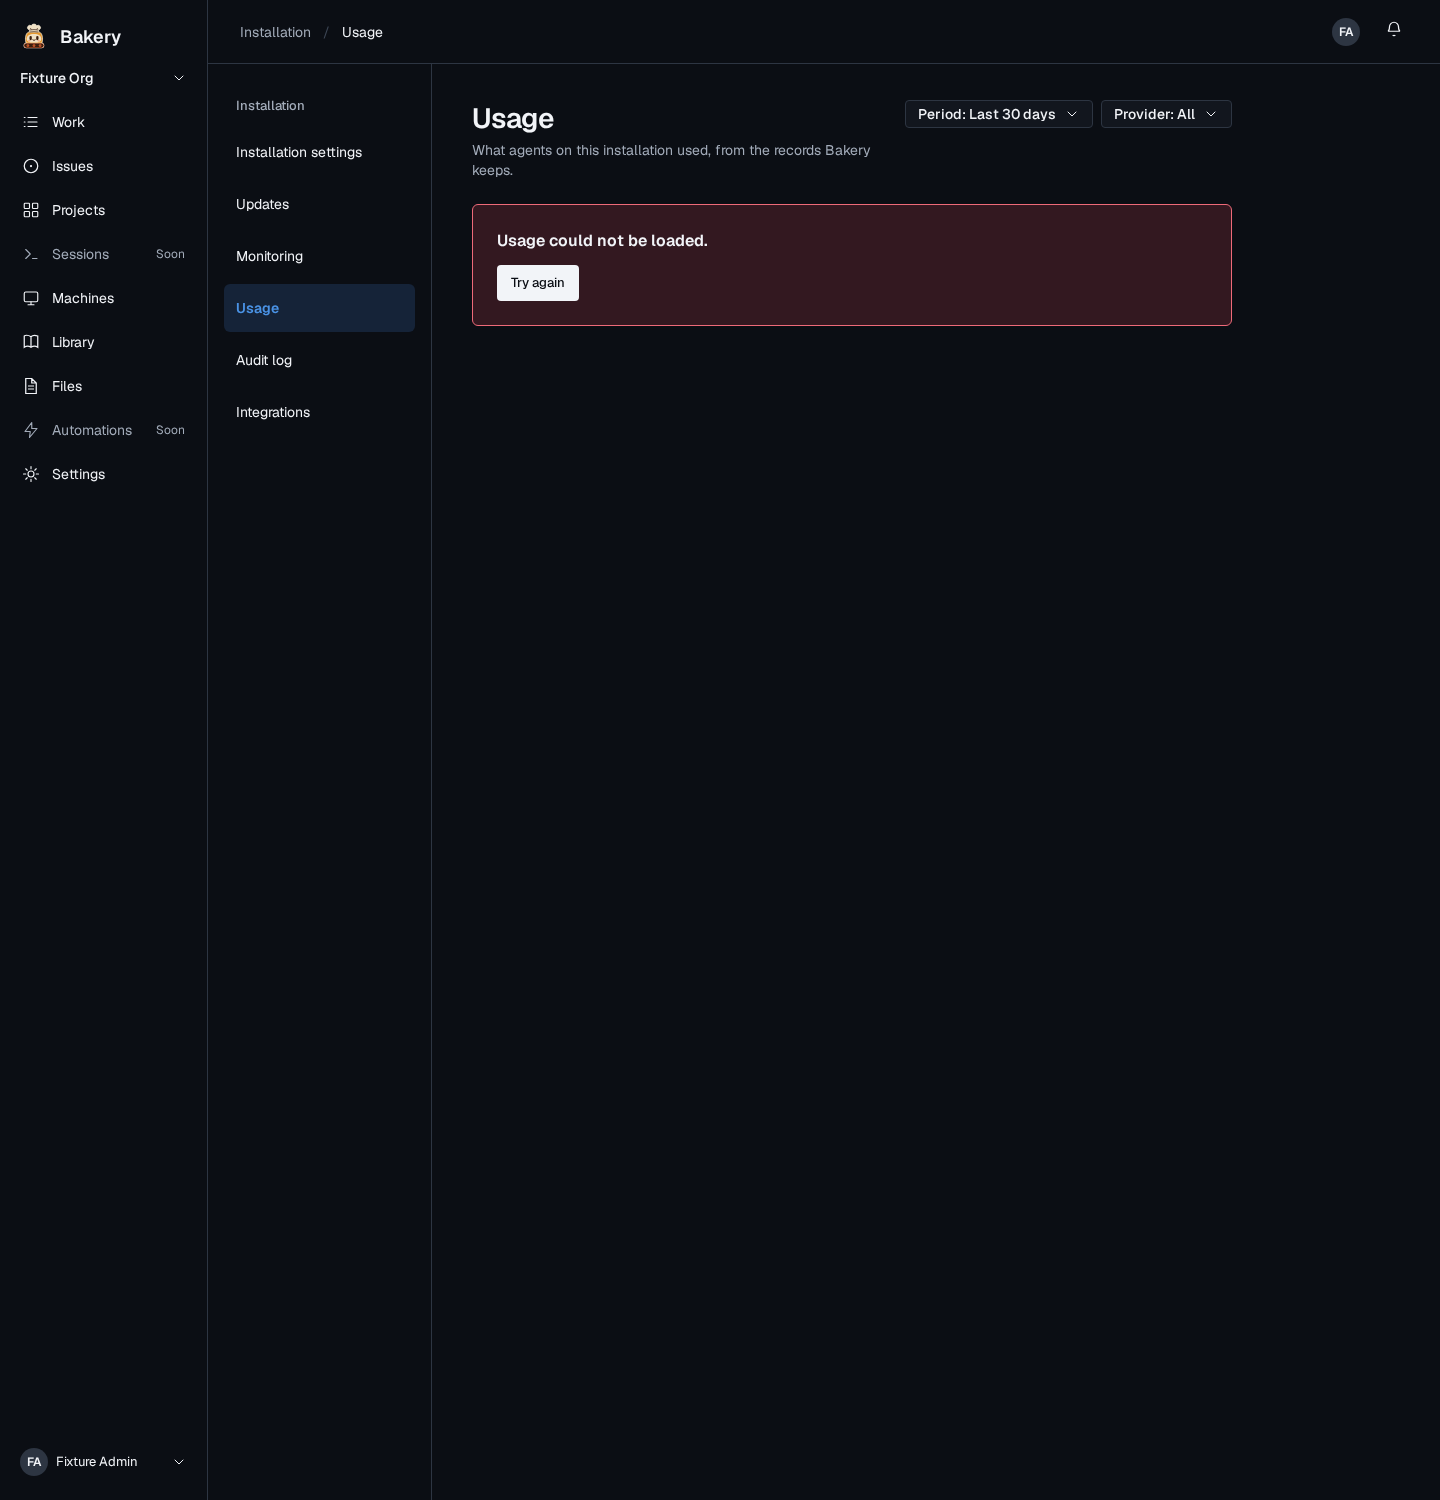 Bakery
Fixture Org
Work
Issues
Projects
Sessions Soon
Machines
Library
Files
Automations Soon
Settings
FA Fixture Admin
Installation / Usage
FA
Installation
Installation settings
Updates
Monitoring
Usage
Audit log
Integrations
Usage
What agents on this installation used, from the records Bakery
keeps.
Period: Last 30 days
Provider: All
Usage could not be loaded.
Try again